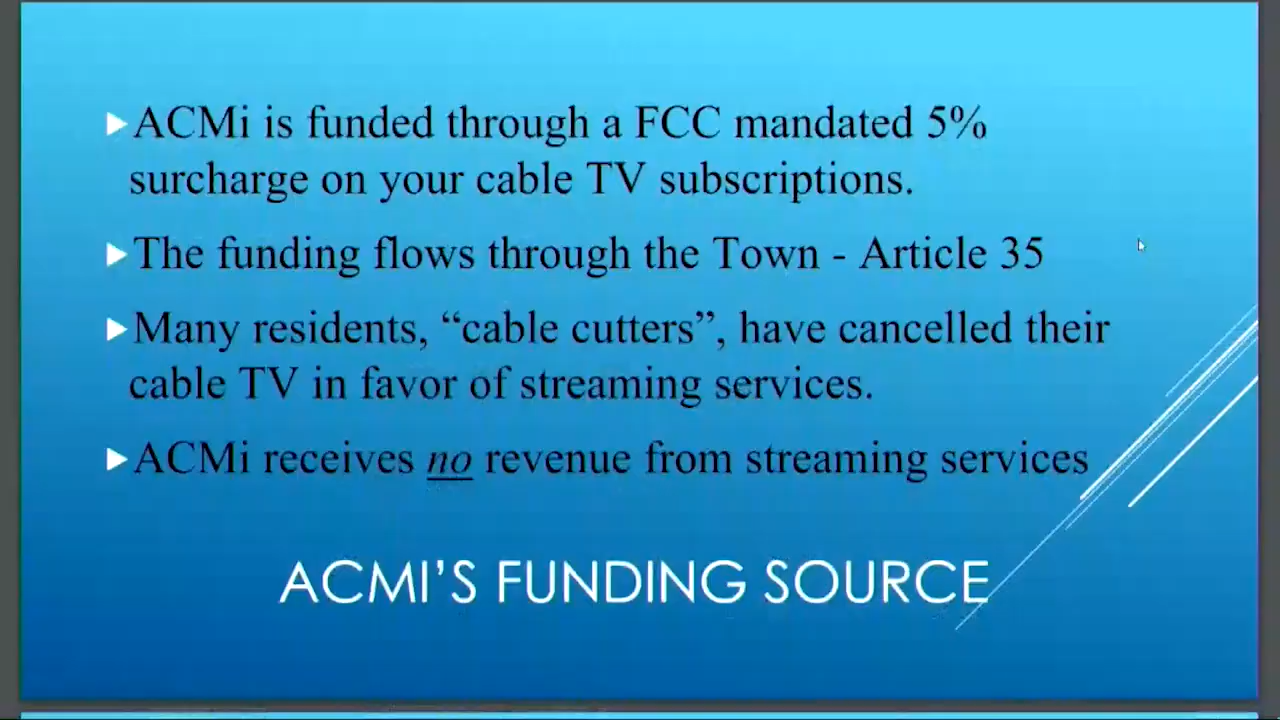 ACMi is funded through a FCC mandated 5%
surcharge on your cable TV subscriptions.
The funding flows through the Town - Article 35
Many residents, “cable cutters”, have cancelled their
cable TV in favor of streaming services.
ACMi receives no revenue from streaming services
ACMI’S FUNDING SOURCE